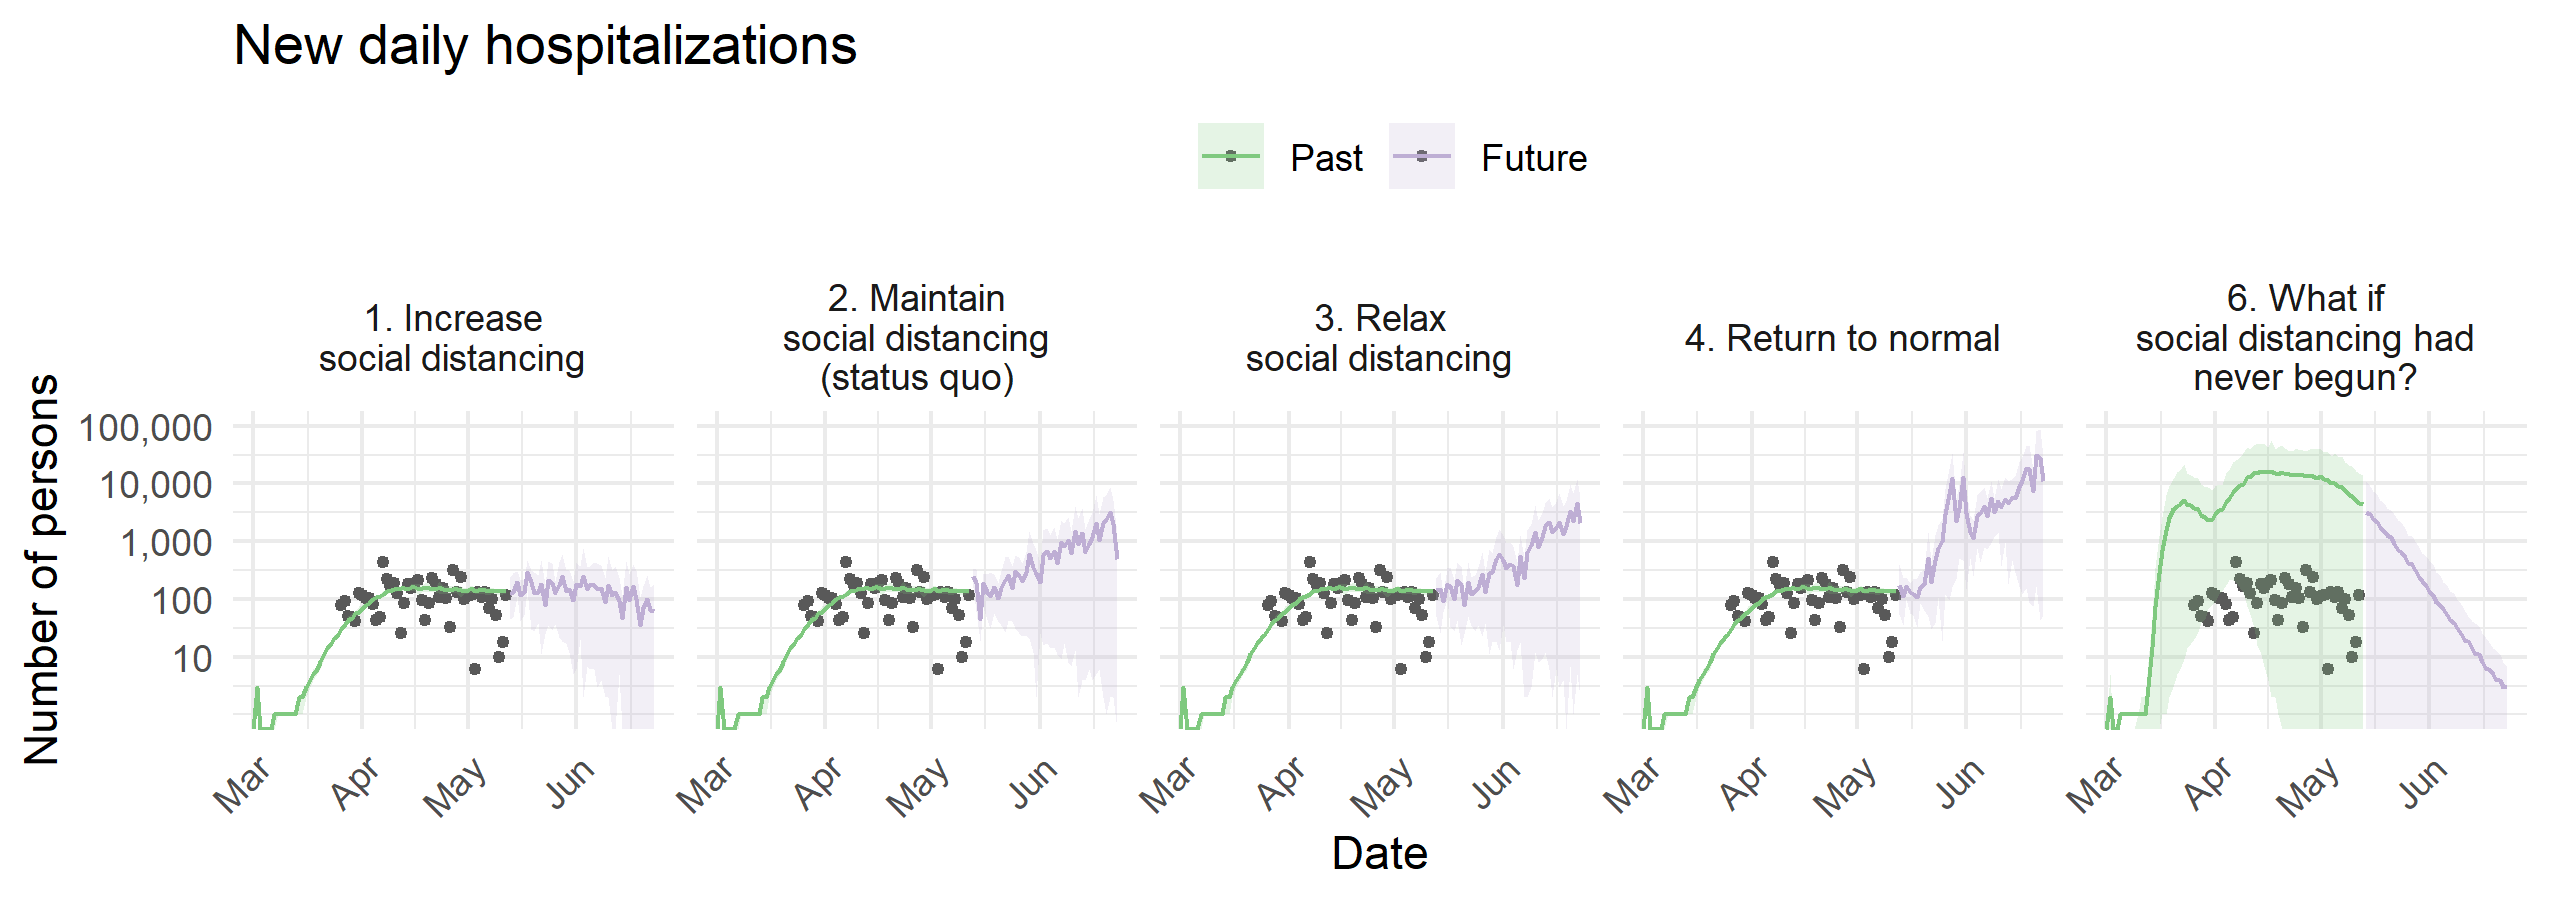 New daily hospitalizations
Past
Future
1. Increase
social distancing
2. Maintain
social distancing
(status quo)
3. Relax
social distancing
4. Return to normal
6. What if
social distancing had
never begun?
Number of persons
100,000
10,000
1,000
100
10
Mar
Apr
May
Jun
Mar
Apr
May
Jun
Mar
Apr
May
Jun
Mar
Apr
May
Jun
Mar
Apr
May
Jun
Date